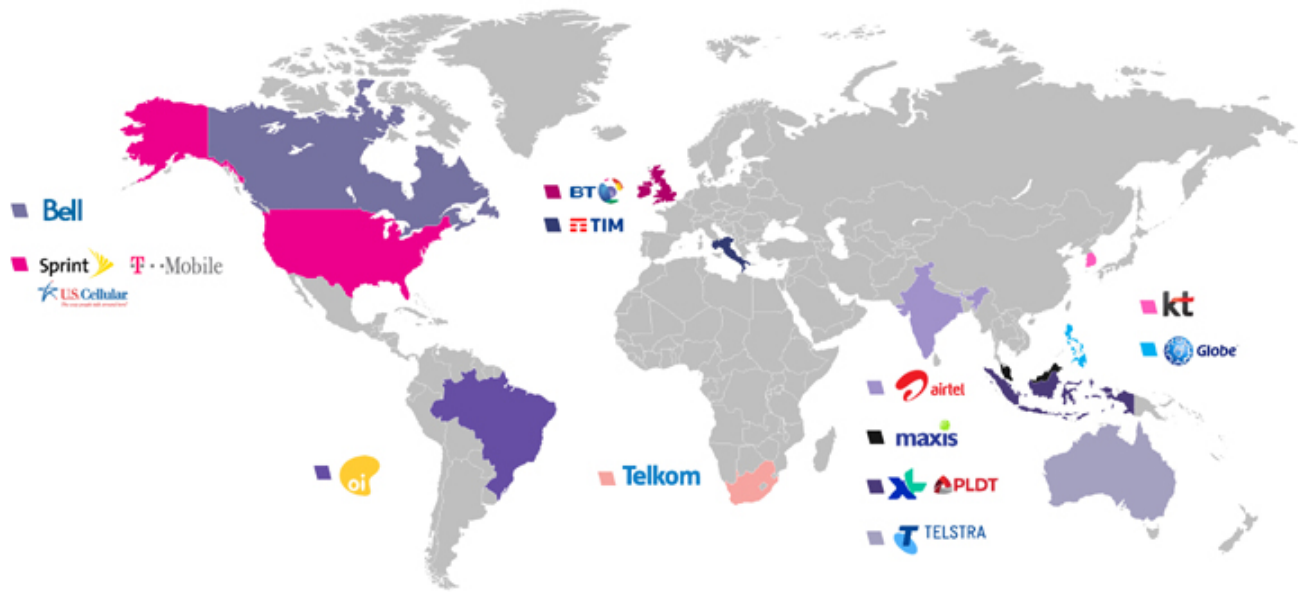 Bell
Sprint
T··Mobile
U.S. Cellular
BT
TIM
oi
Telkom
airtel
maxis
XL
PLDT
T TELSTRA
kt
Globe